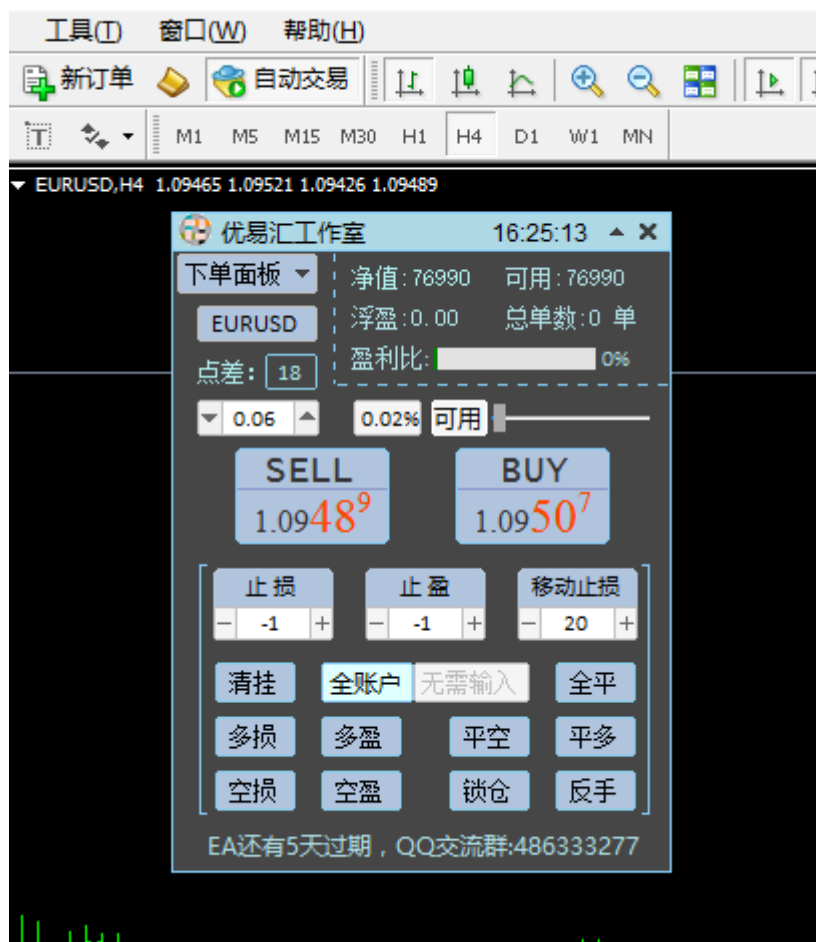 工具(T) 窗口(W) 帮助(H)
新订单 自动交易
T M1 M5 M15 M30 H1 H4 D1 W1 MN
EURUSD,H4 1.09465 1.09521 1.09426 1.09489
优易汇工作室 16:25:13
下单面板 净值:76990 可用:76990
EURUSD 浮盈:0.00 总单数:0 单
点差: 18 盈利比: 0%
0.06 0.02% 可用
SELL BUY
1.09489 1.09507
止损 止盈 移动止损
- -1 + - -1 + - 20 +
清挂 全账户 无需输入 全平
多损 多盈 平空 平多
空损 空盈 锁仓 反手
EA还有5天过期，QQ交流群:486333277